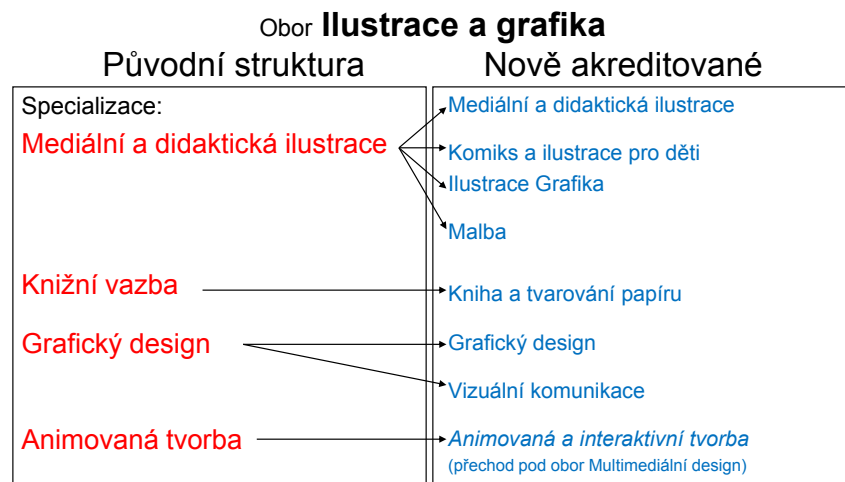 Obor Ilustrace a grafika
Původní struktura
Nově akreditované
Specializace:
Mediální a didaktická ilustrace
Knižní vazba
Grafický design
Animovaná tvorba
Mediální a didaktická ilustrace
Komiks a ilustrace pro děti
Ilustrace Grafika
Malba
Kniha a tvarování papíru
Grafický design
Vizuální komunikace
Animovaná a interaktivní tvorba
(přechod pod obor Multimediální design)